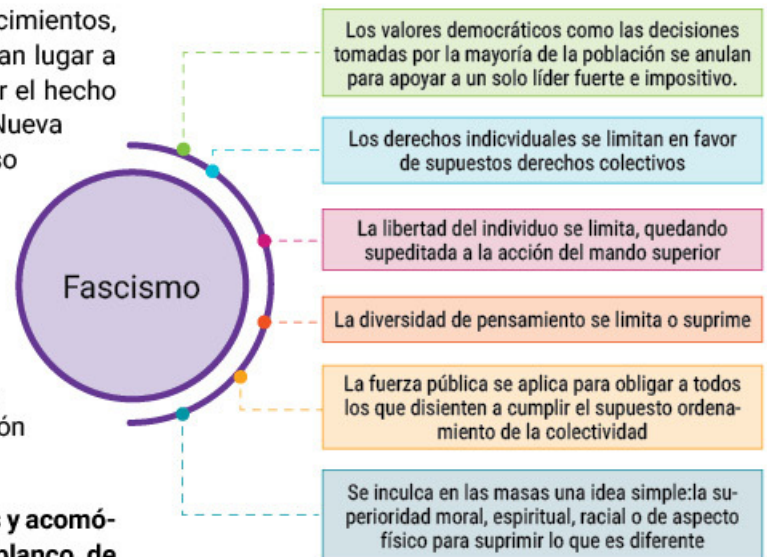 cimientos,
an lugar a
r el hecho
Nueva
so
ón
s y acomó-
blanco de
Fascismo
Los valores democráticos como las decisiones
tomadas por la mayoría de la población se anulan
para apoyar a un solo líder fuerte e impositivo.
Los derechos indicviduales se limitan en favor
de supuestos derechos colectivos
La libertad del individuo se limita, quedando
supeditada a la acción del mando superior
La diversidad de pensamiento se limita o suprime
La fuerza pública se aplica para obligar a todos
los que disienten a cumplir el supuesto ordena-
miento de la colectividad
Se inculca en las masas una idea simple:la su-
perioridad moral, espiritual, racial o de aspecto
físico para suprimir lo que es diferente